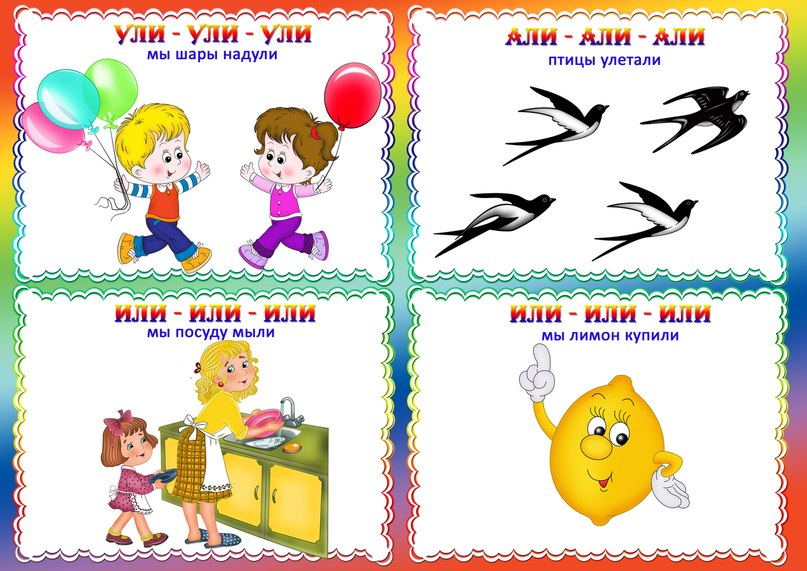 УЛИ - УЛИ - УЛИ
мы шары надули
АЛИ - АЛИ - АЛИ
птицы улетали
ИЛИ - ИЛИ - ИЛИ
мы посуду мыли
ИЛИ - ИЛИ - ИЛИ
мы лимон купили